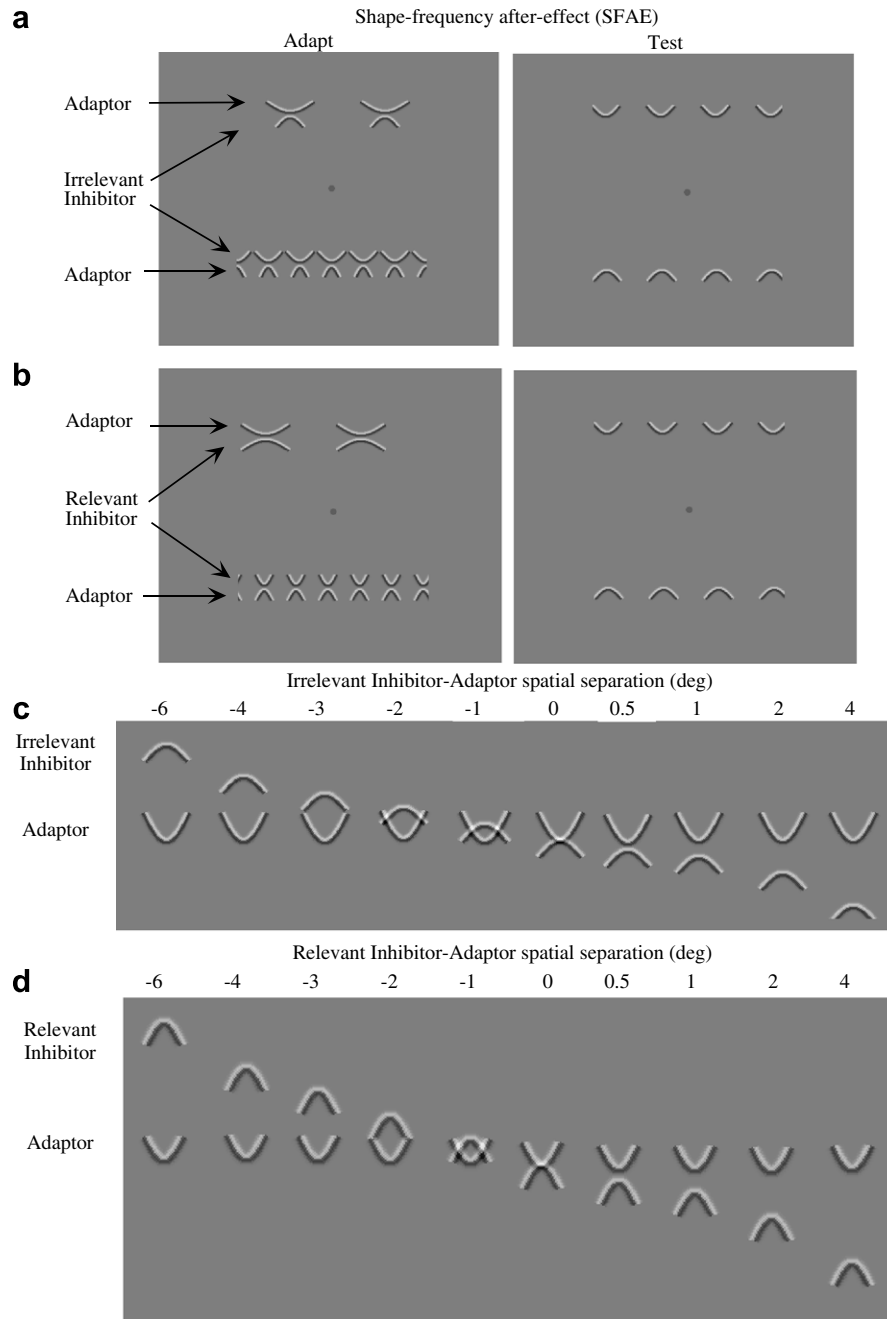 a
Shape-frequency after-effect (SFAE)
Adapt
Test
Adaptor
Irrelevant
Inhibitor
Adaptor
b
Adaptor
Relevant
Inhibitor
Adaptor
Irrelevant Inhibitor-Adaptor spatial separation (deg)
c
-6 -4 -3 -2 -1 0 0.5 1 2 4
Irrelevant
Inhibitor
Adaptor
Relevant Inhibitor-Adaptor spatial separation (deg)
d
-6 -4 -3 -2 -1 0 0.5 1 2 4
Relevant
Inhibitor
Adaptor